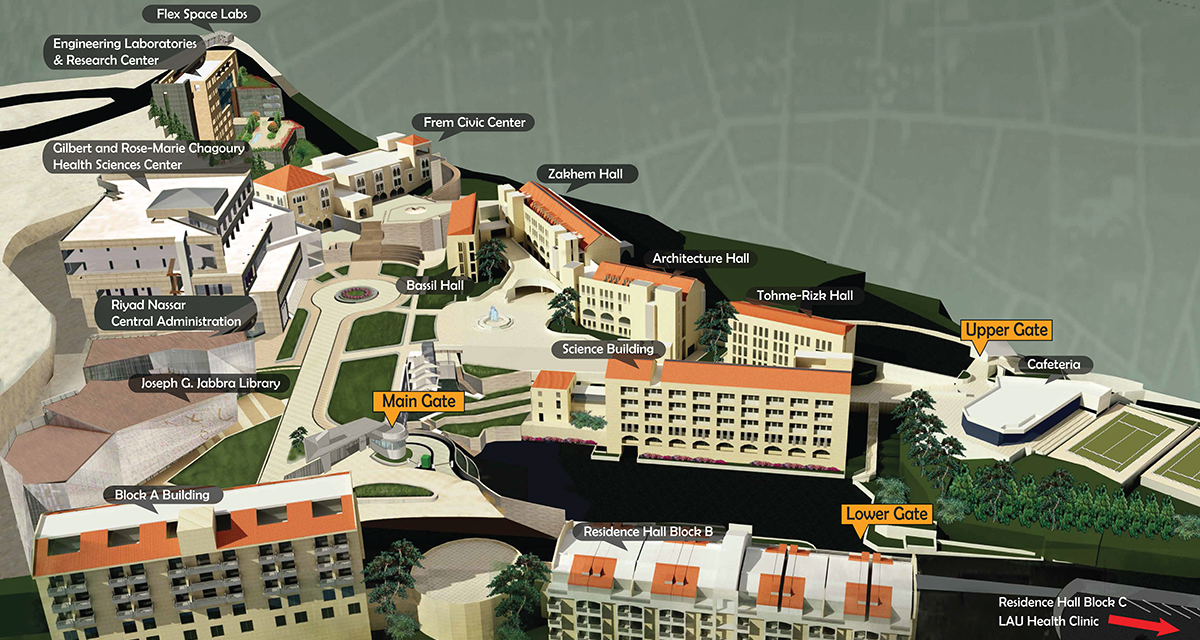 Flex Space Labs
Engineering Laboratories
& Research Center
Frem Civic Center
Gilbert and Rose-Marie Chagoury
Health Sciences Center
Zakhem Hall
Architecture Hall
Bassil Hall
Tohme-Rizk Hall
Riyad Nassar
Central Administration
Upper Gate
Science Building
Cafeteria
Joseph G. Jabbra Library
Main Gate
Block A Building
Lower Gate
Residence Hall Block B
Residence Hall Block C
LAU Health Clinic